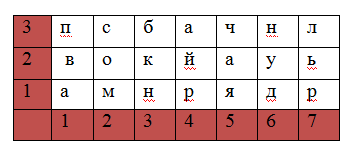 3 п с б а ч н л
2 в о к й а у ь
1 а м н р я д р
1 2 3 4 5 6 7